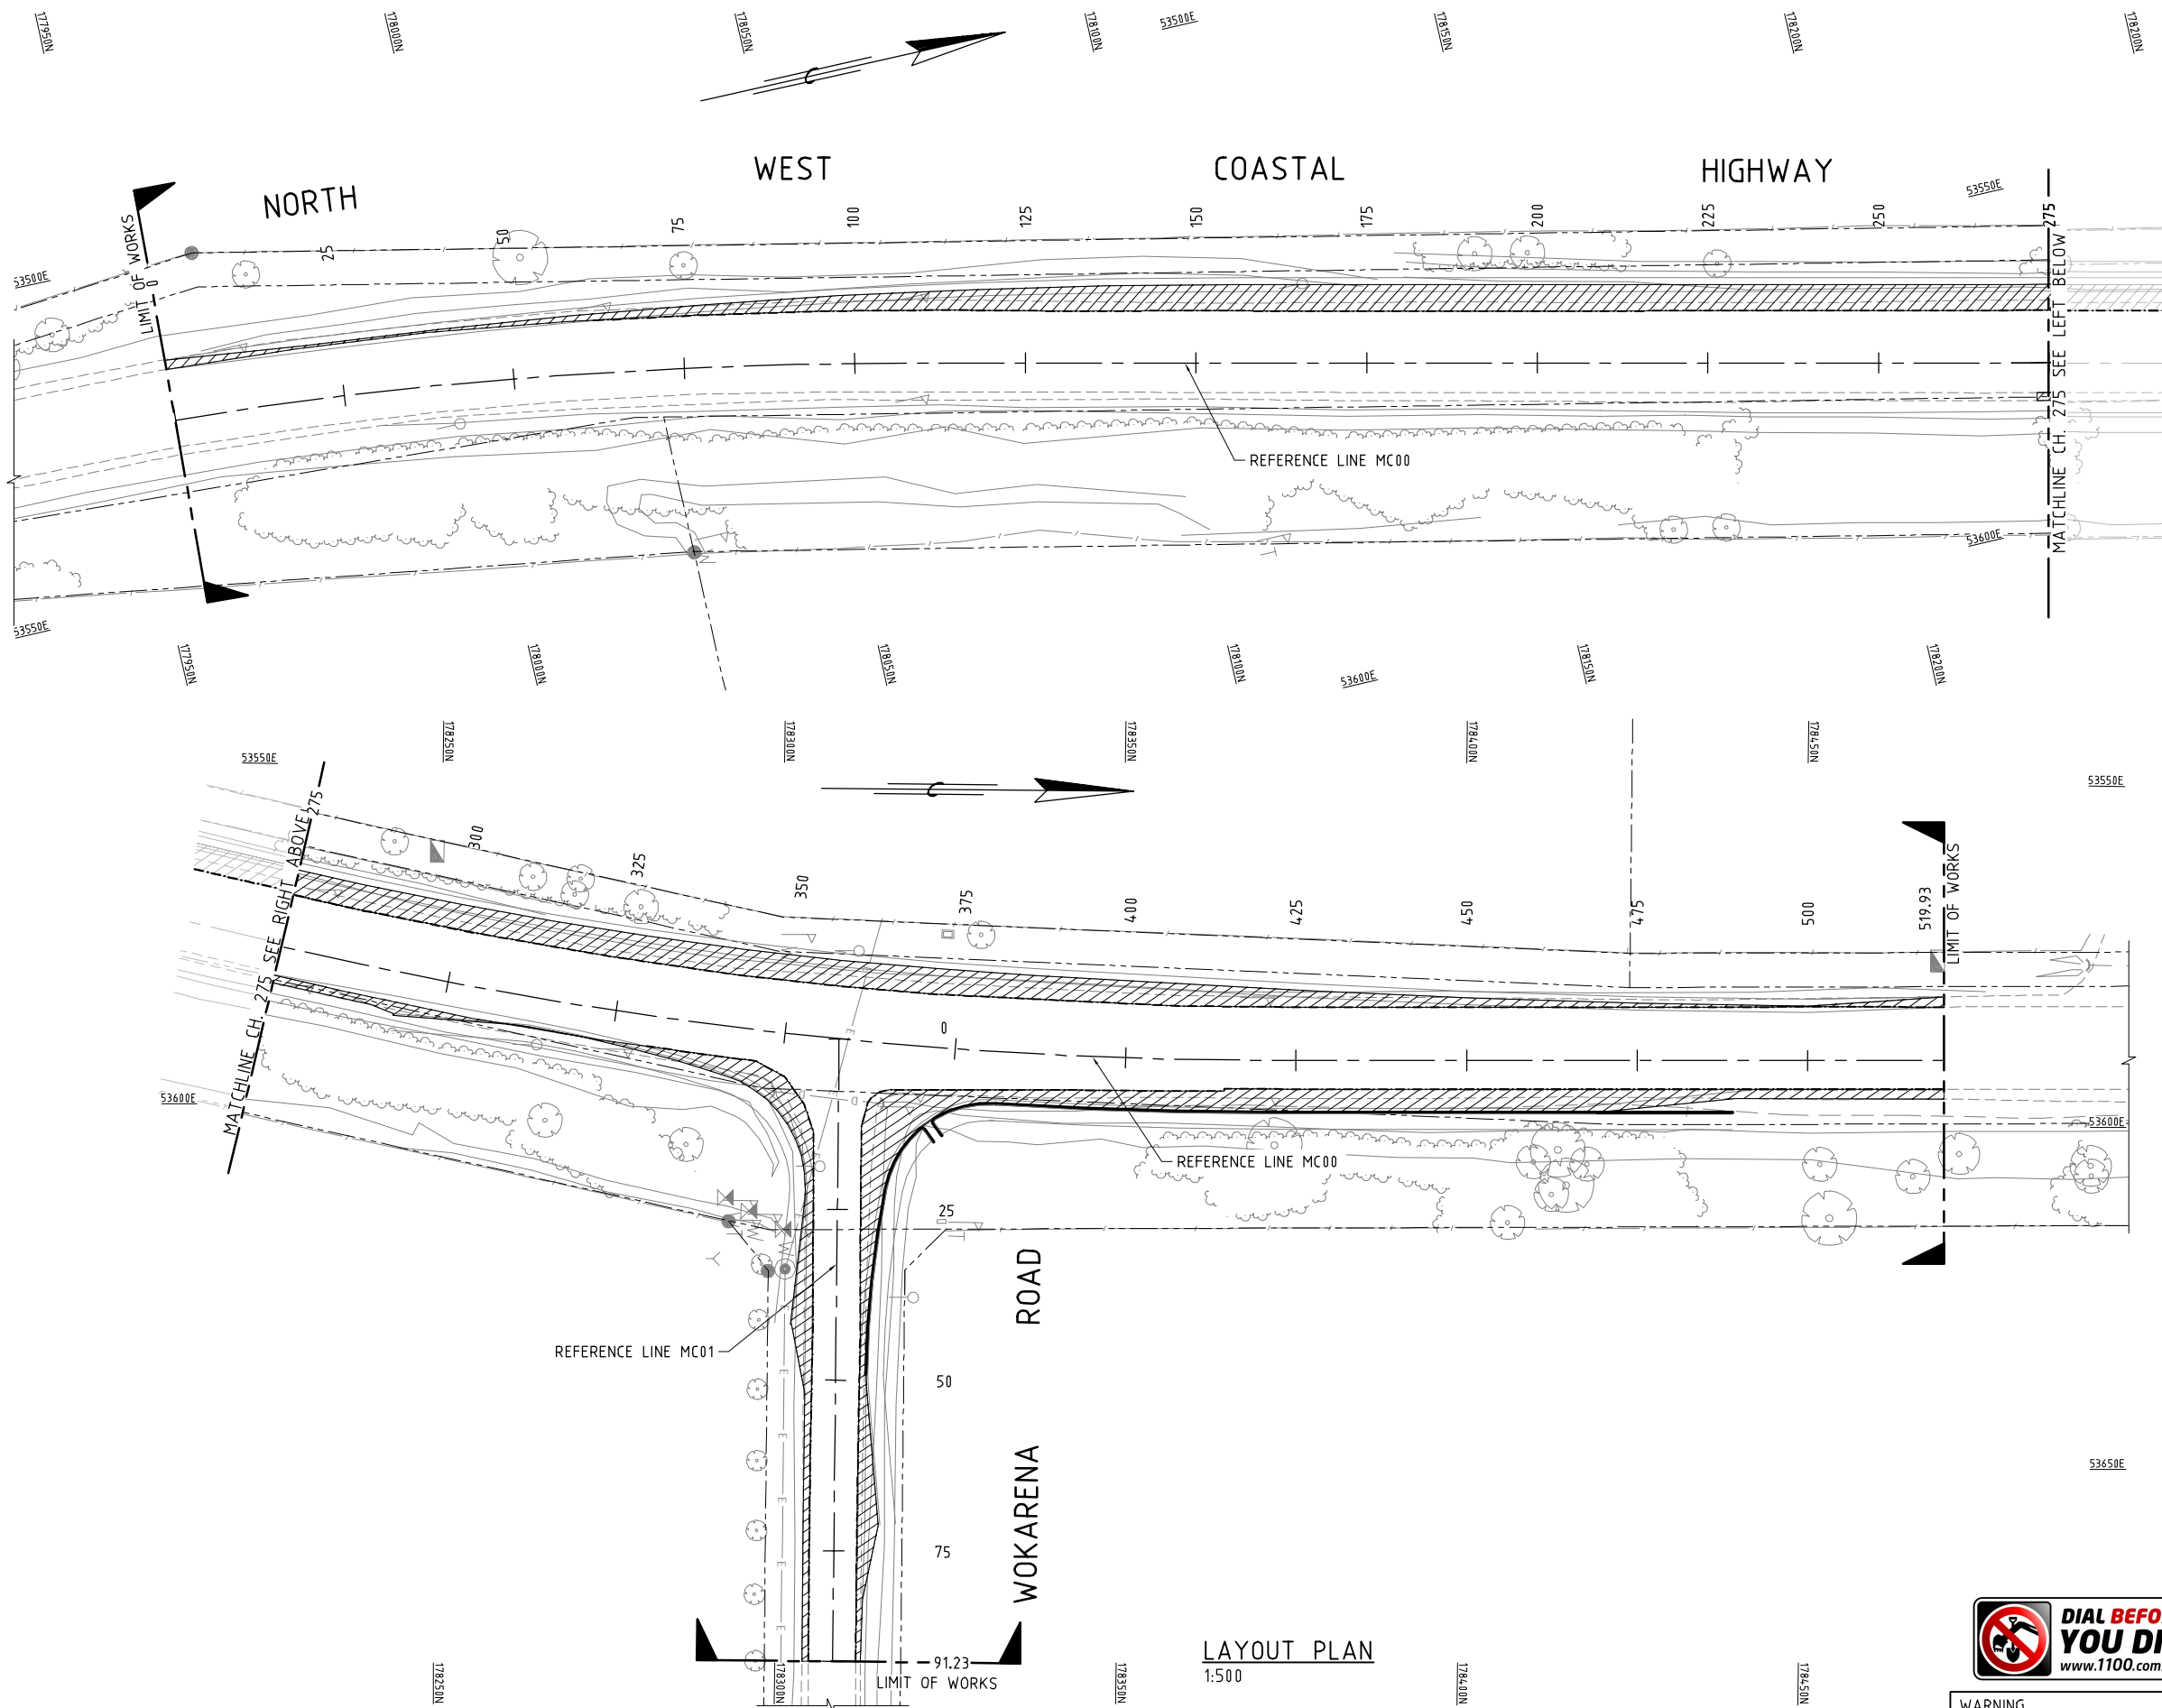 177950N
178000N
178050N
178100N
53500E
178150N
178200N
178200N
NORTH WEST COASTAL HIGHWAY
LIMIT OF WORKS
0
25
50
75
100
125
150
175
200
225
250
275
53550E
53500E
MATCHLINE CH. 275 SEE LEFT BELOW
REFERENCE LINE MC00
53600E
53550E
177950N
178000N
178050N
178100N
53600E
178150N
178200N
178250N
178300N
178350N
178400N
178450N
53550E
53550E
MATCHLINE CH. 275 SEE RIGHT ABOVE
275
300
325
350
375
400
425
450
475
500
519.93
LIMIT OF WORKS
0
53600E
53600E
REFERENCE LINE MC00
25
REFERENCE LINE MC01
50
75
WOKARENA ROAD
53650E
91.23
LIMIT OF WORKS
178250N
178300N
178350N
178400N
178450N
LAYOUT PLAN
1:500
DIAL BEFO
YOU DI
www.1100.com.
WARNING